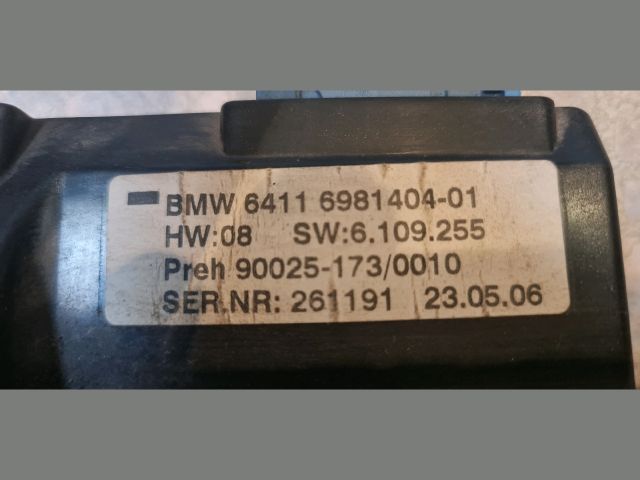 BMW 6411 6981404-01
HW:08 SW:6.109.255
Preh 90025-173/0010
SER.NR: 261191 23.05.06